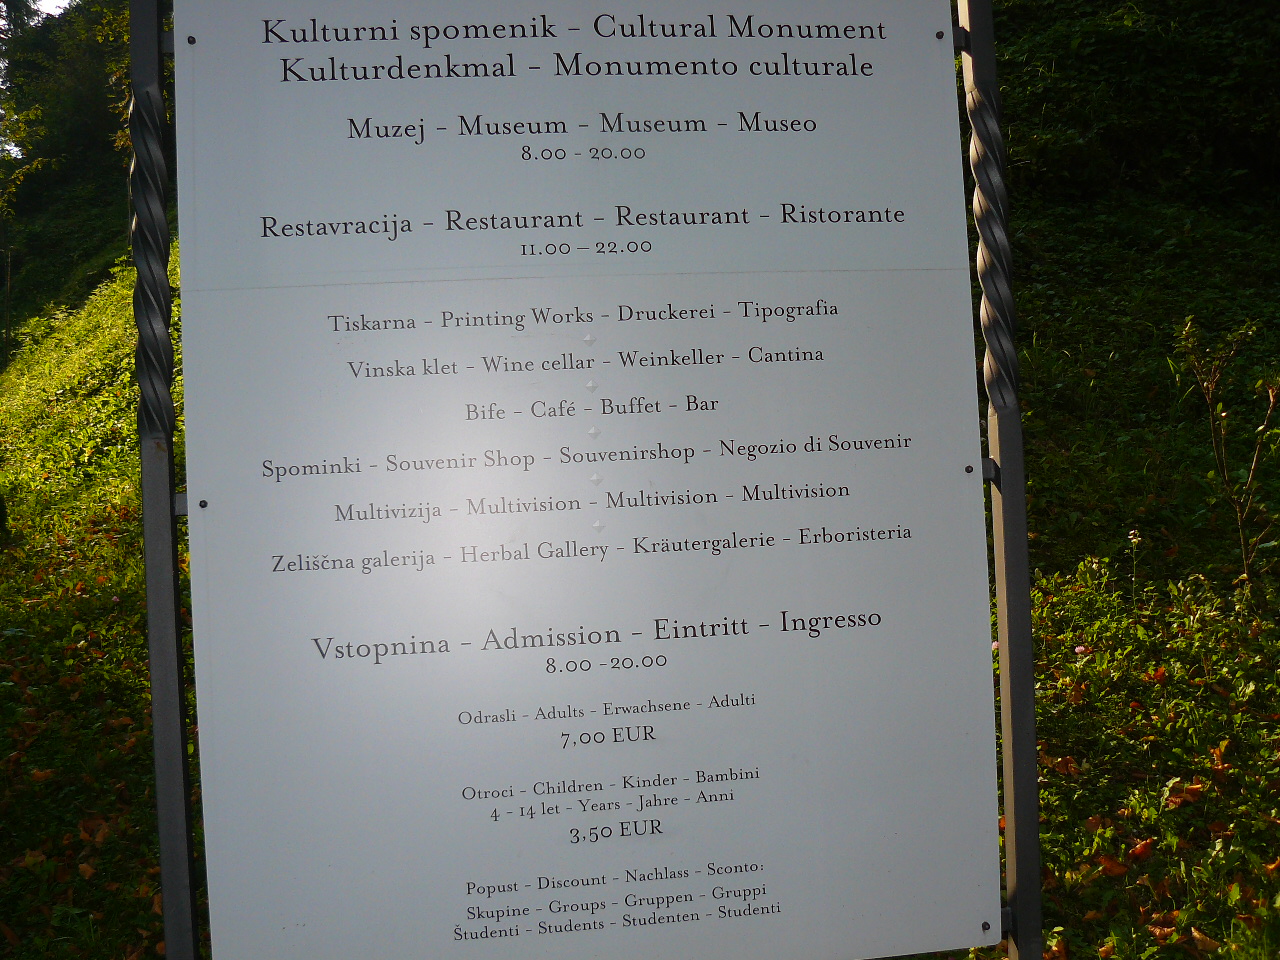 Kulturni spomenik - Cultural Monument
Kulturdenkmal - Monumento culturale
Muzej - Museum - Museum - Museo
8.00 - 20.00
Restavracija - Restaurant - Restaurant - Ristorante
11.00 – 22.00
Tiskarna - Printing Works - Druckerei - Tipografia
Vinska klet - Wine cellar - Weinkeller - Cantina
Bife - Café - Buffet - Bar
Spominki - Souvenir Shop - Souvenirshop - Negozio di Souvenir
Multivizija - Multivision - Multivision - Multivision
Zeliščna galerija - Herbal Gallery - Kräutergalerie - Erboristeria
Vstopnina - Admission - Eintritt - Ingresso
8.00 -20.00
Odrasli - Adults - Erwachsene - Adulti
7,00 EUR
Otroci - Children - Kinder - Bambini
4 - 14 let - Years - Jahre - Anni
3,50 EUR
Popust - Discount - Nachlass - Sconto:
Skupine - Groups - Gruppen - Gruppi
Študenti - Students - Studenten - Studenti